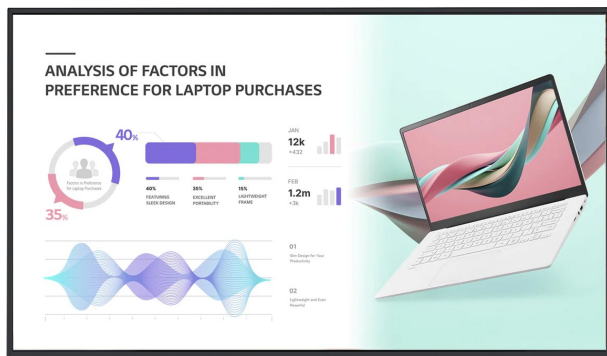 ANALYSIS OF FACTORS IN
PREFERENCE FOR LAPTOP PURCHASES
40%
Factors in Preference
for Laptop Purchases
35%
40%
FEATURING
SLEEK DESIGN
35%
EXCELLENT
PORTABILITY
15%
LIGHTWEIGHT
FRAME
JAN
12k
+432
FEB
1.2m
+3k
01
Slim Design for Your
Productivity
02
Lightweight and Even
Powerful